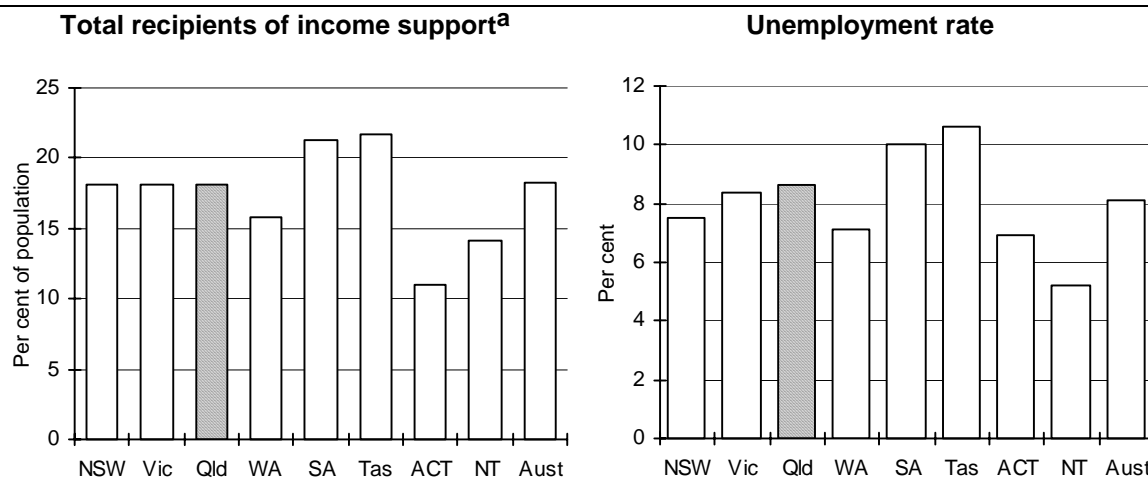 Total recipients of income supportᵃ
Per cent of population
25
20
15
10
5
0
NSW Vic Qld WA SA Tas ACT NT Aust
Unemployment rate
Per cent
12
10
8
6
4
2
0
NSW Vic Qld WA SA Tas ACT NT Aust